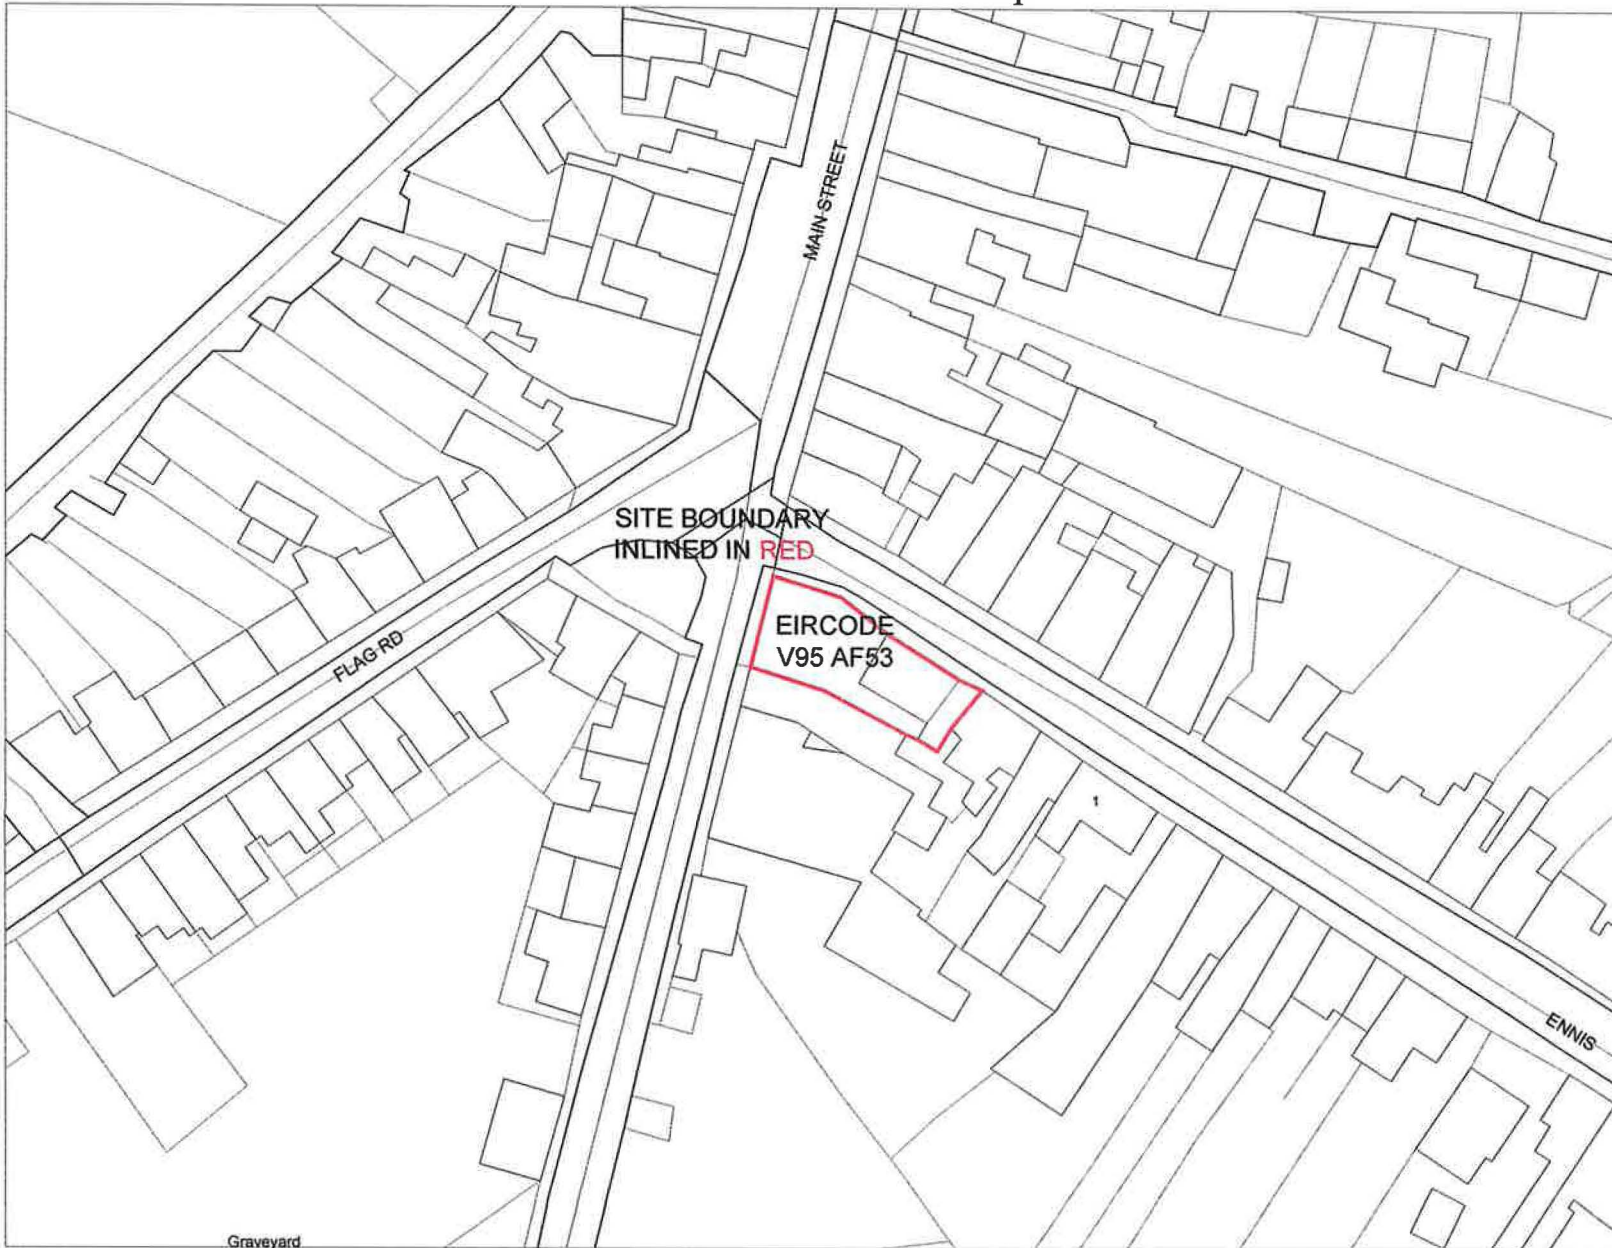 MAIN STREET
SITE BOUNDARY
INLINED IN RED
EIRCODE
V95 AF53
FLAG RD
1
ENNIS
Graveyard